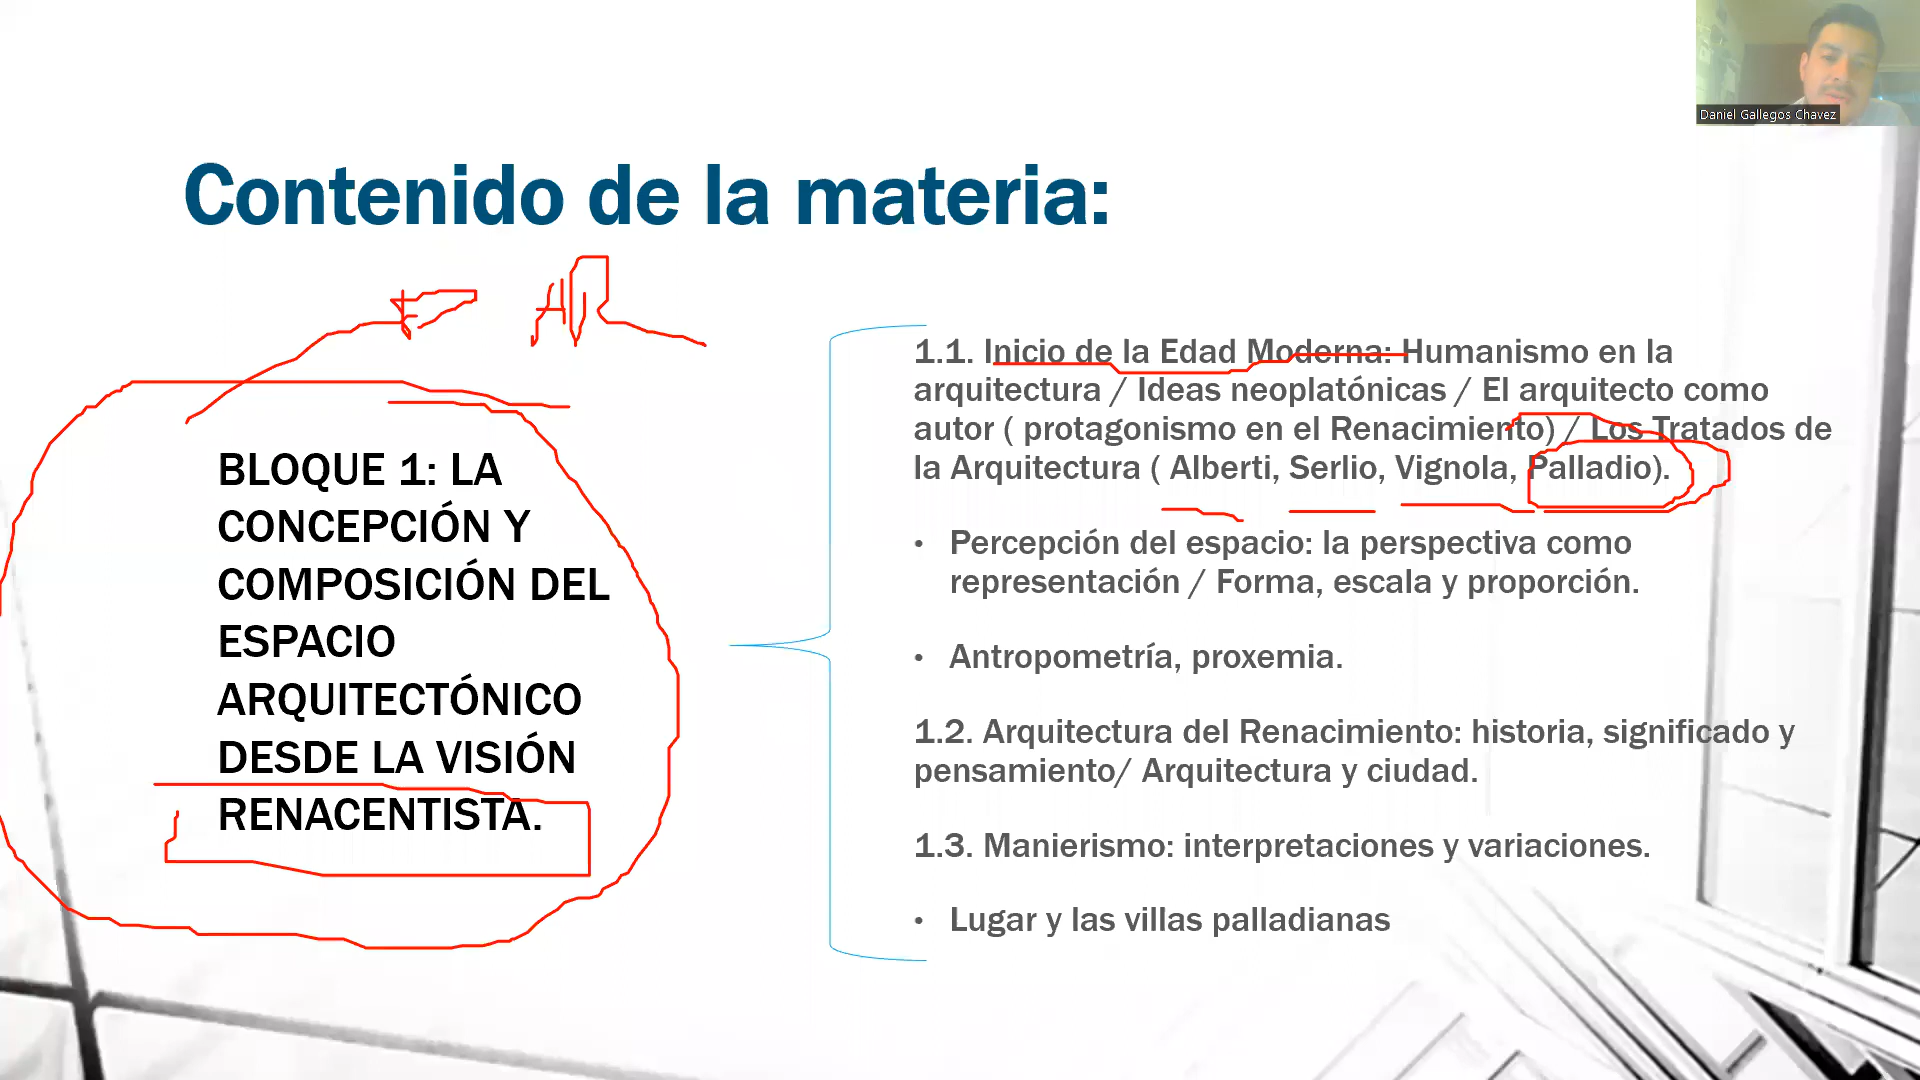 Daniel Gallegos Chavez
Contenido de la materia:
BLOQUE 1: LA
CONCEPCIÓN Y
COMPOSICIÓN DEL
ESPACIO
ARQUITECTÓNICO
DESDE LA VISIÓN
RENACENTISTA.
1.1. Inicio de la Edad Moderna: Humanismo en la
arquitectura / Ideas neoplatónicas / El arquitecto como
autor ( protagonismo en el Renacimiento) / Los Tratados de
la Arquitectura ( Alberti, Serlio, Vignola, Palladio).
• Percepción del espacio: la perspectiva como
representación / Forma, escala y proporción.
• Antropometría, proxemia.
1.2. Arquitectura del Renacimiento: historia, significado y
pensamiento/ Arquitectura y ciudad.
1.3. Manierismo: interpretaciones y variaciones.
• Lugar y las villas palladianas